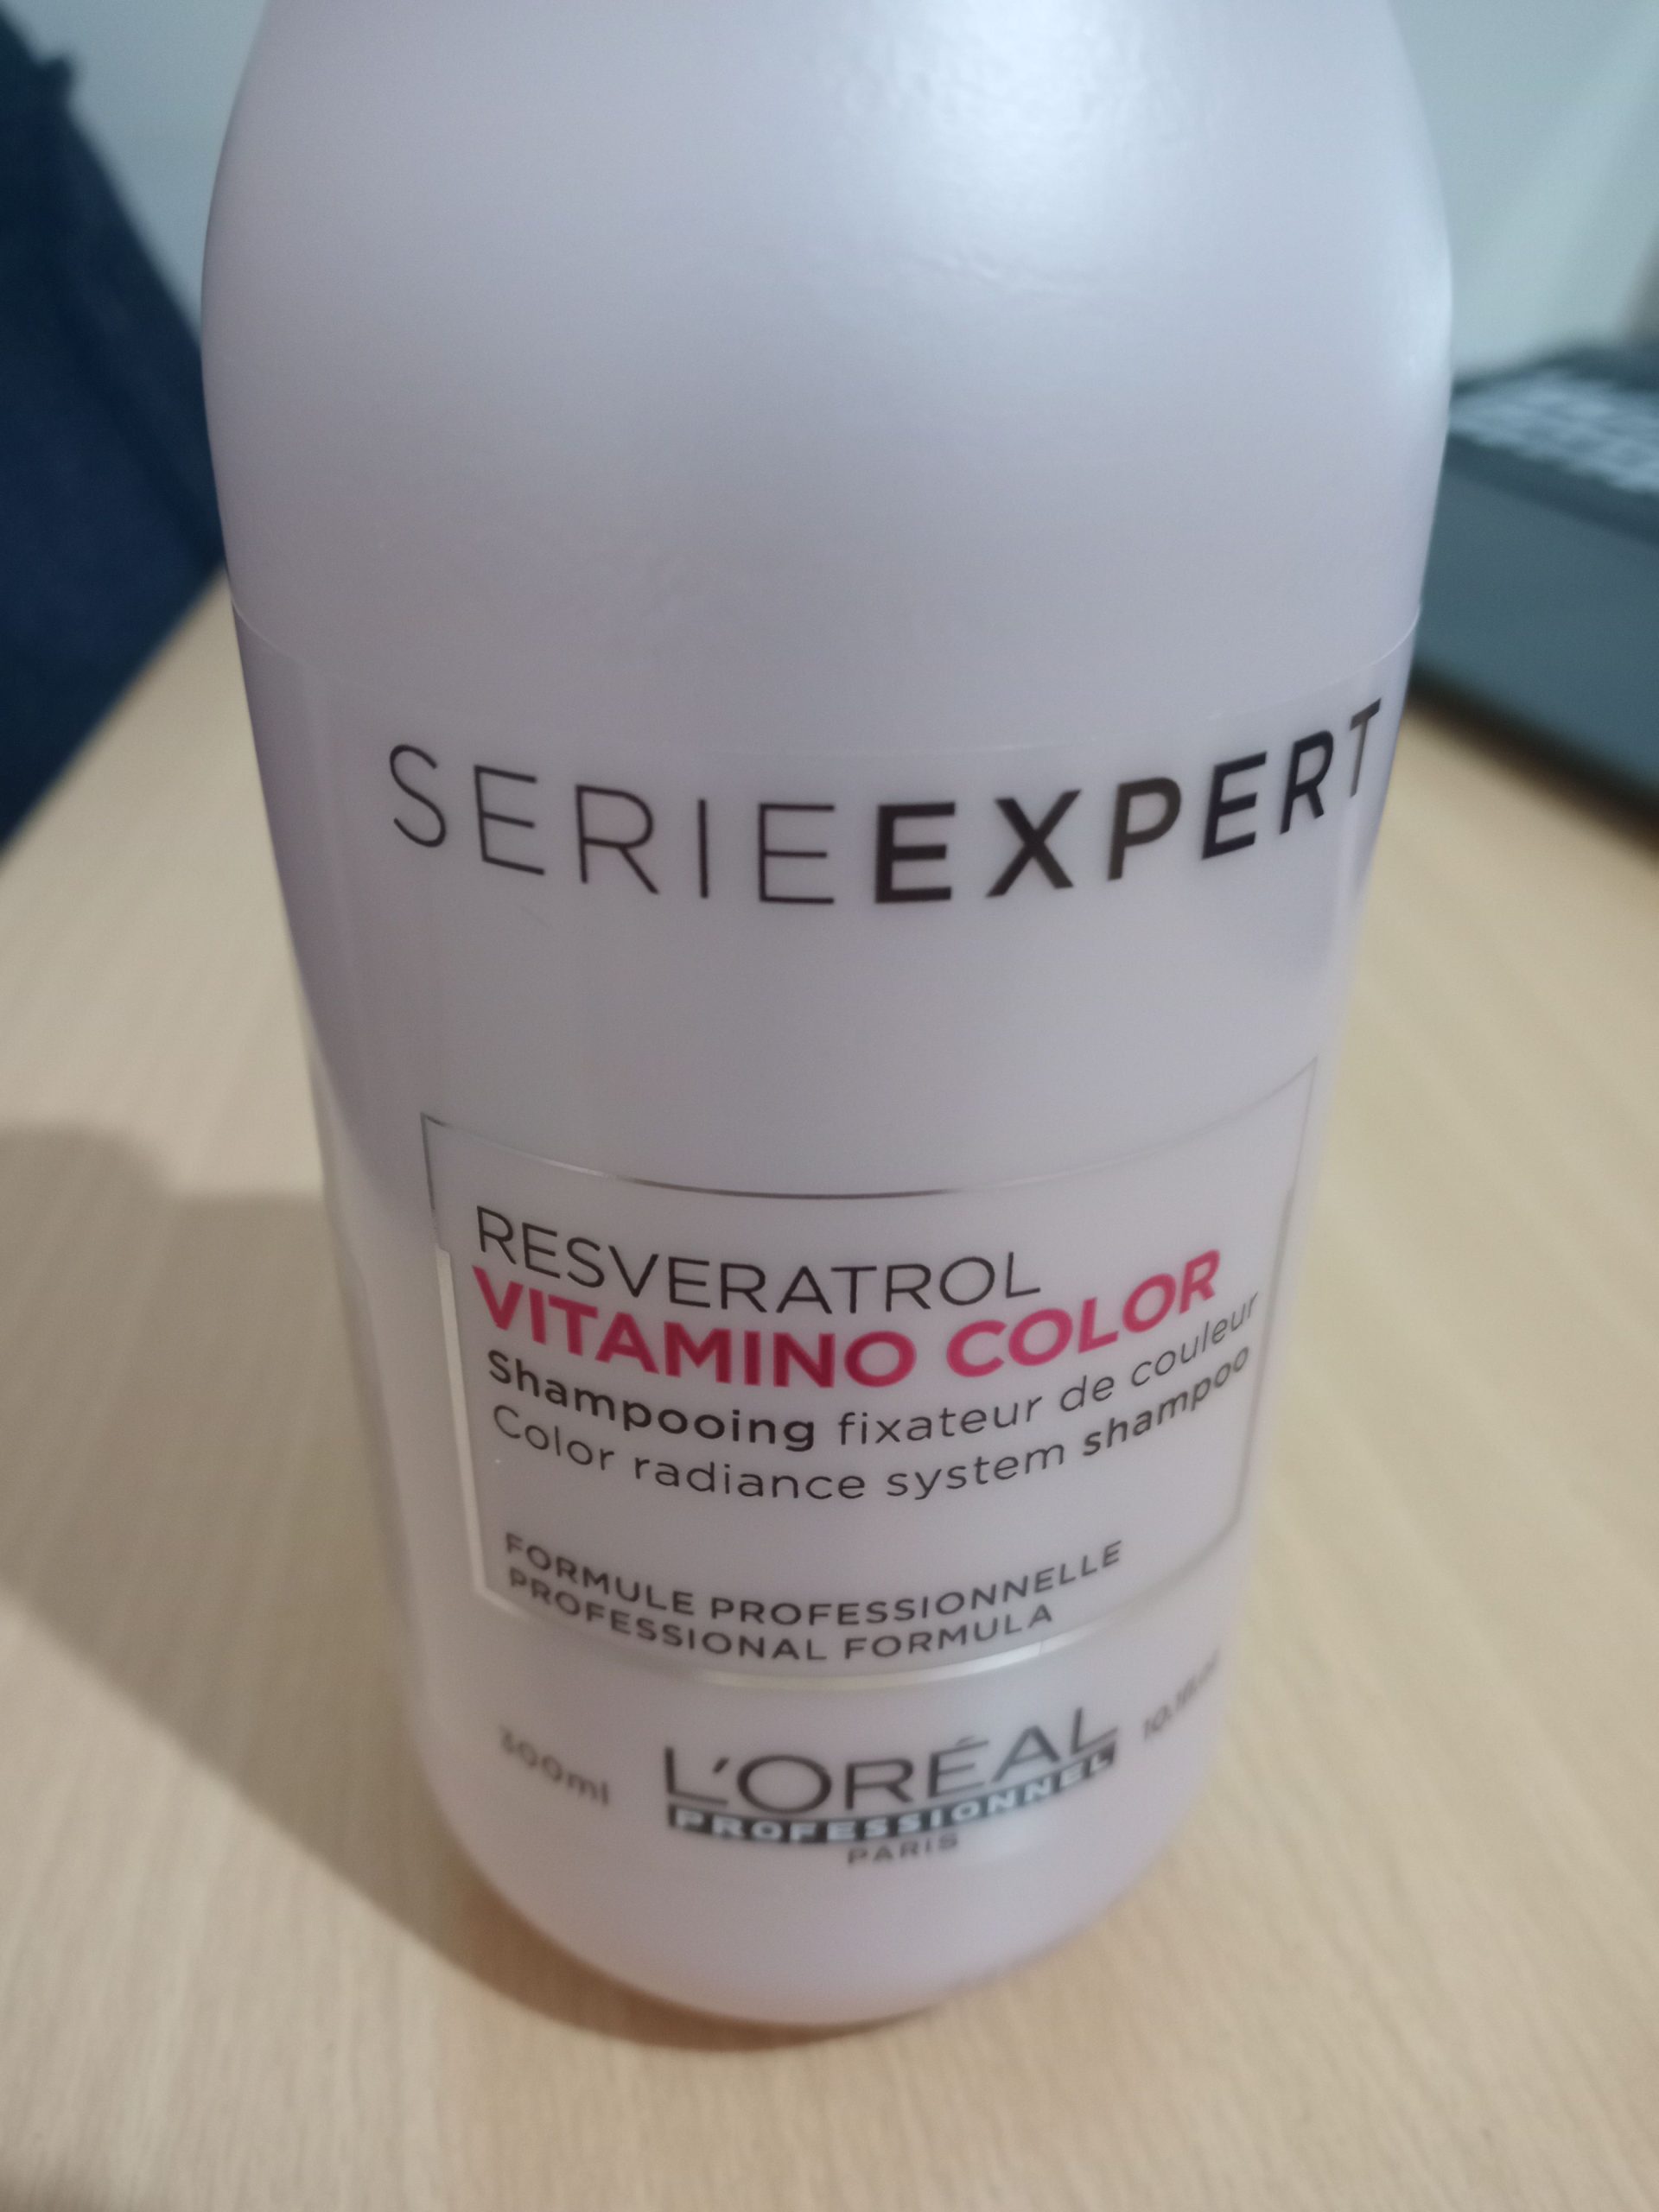 SERIEEXPERT
RESVERATROL
VITAMINO COLOR
Shampooing fixateur de couleur
Color radiance system shampoo
FORMULE PROFESSIONNELLE
PROFESSIONAL FORMULA
300ml
L'ORÉAL
PROFESSIONNEL
PARIS